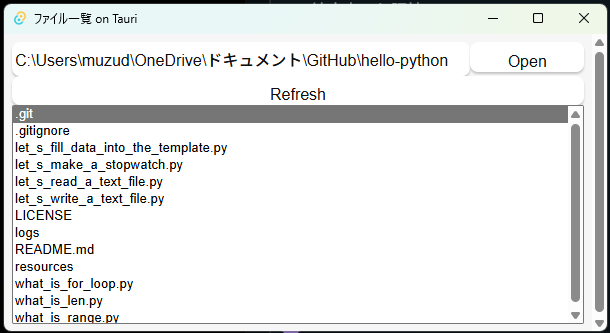 ファイル一覧 on Tauri
C:\Users\muzud\OneDrive\ドキュメント\GitHub\hello-python Open
Refresh
.git
.gitignore
let_s_fill_data_into_the_template.py
let_s_make_a_stopwatch.py
let_s_read_a_text_file.py
let_s_write_a_text_file.py
LICENSE
logs
README.md
resources
what_is_for_loop.py
what_is_len.py
what_is_range.py